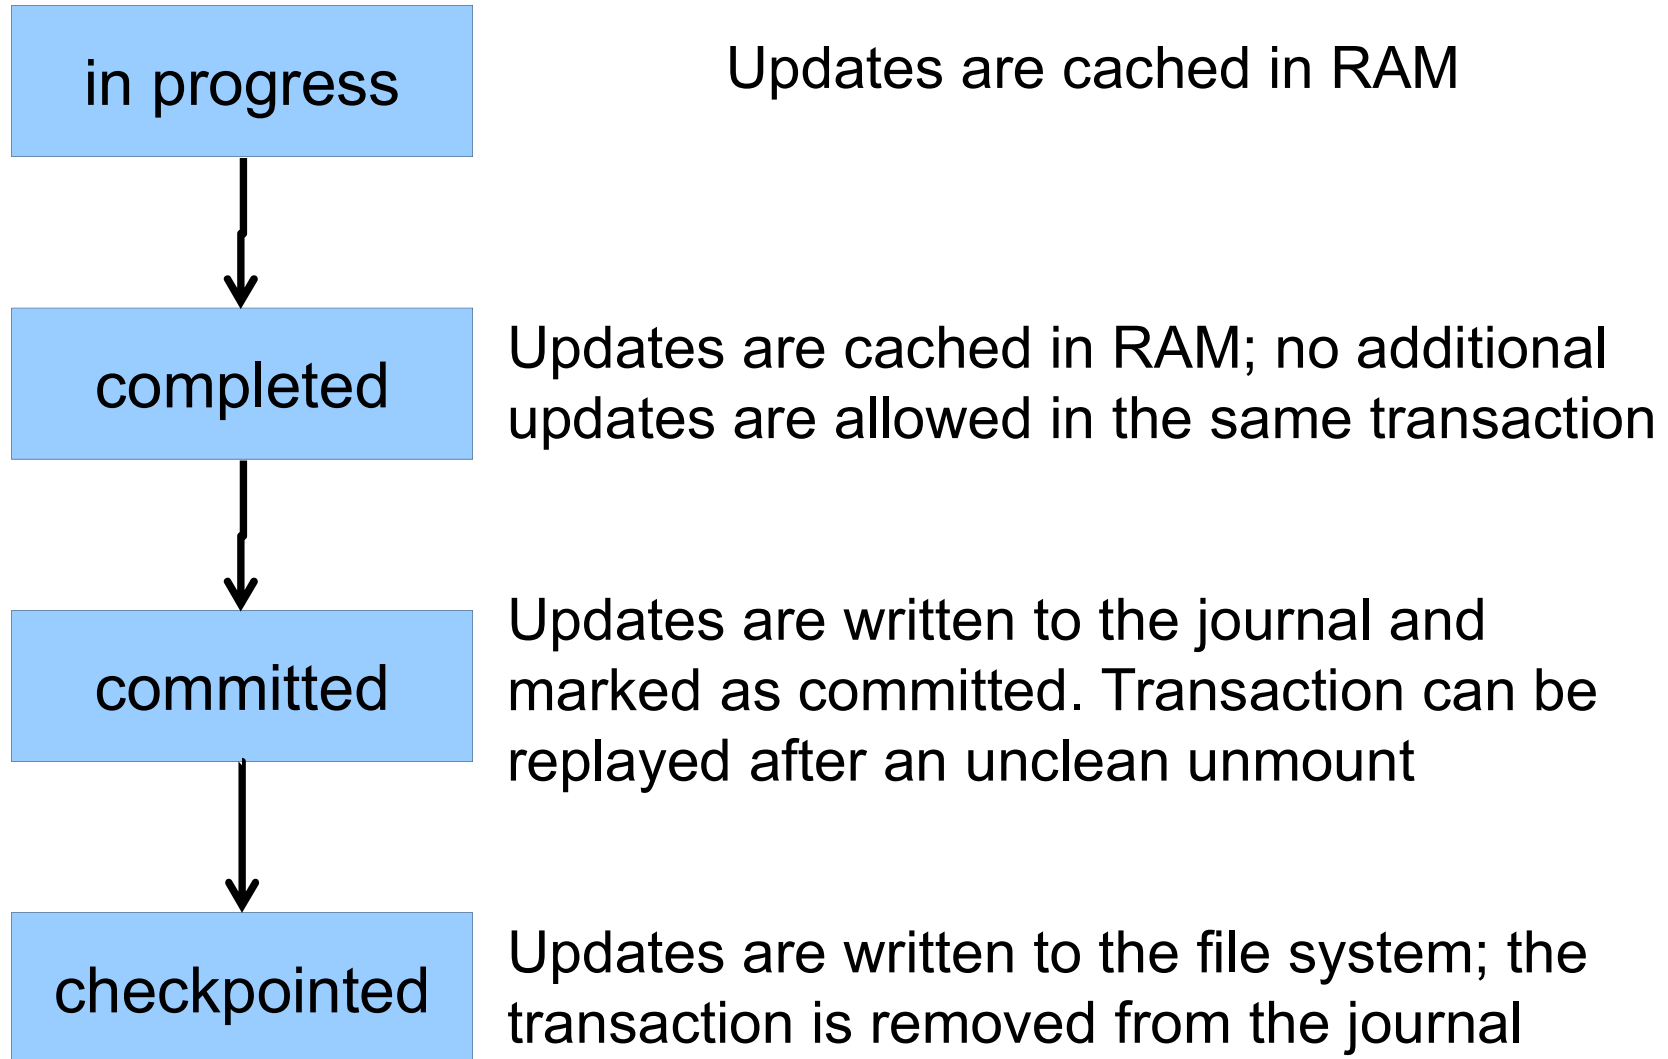 in progress
Updates are cached in RAM
completed
Updates are cached in RAM; no additional
updates are allowed in the same transaction
committed
Updates are written to the journal and
marked as committed. Transaction can be
replayed after an unclean unmount
checkpointed
Updates are written to the file system; the
transaction is removed from the journal